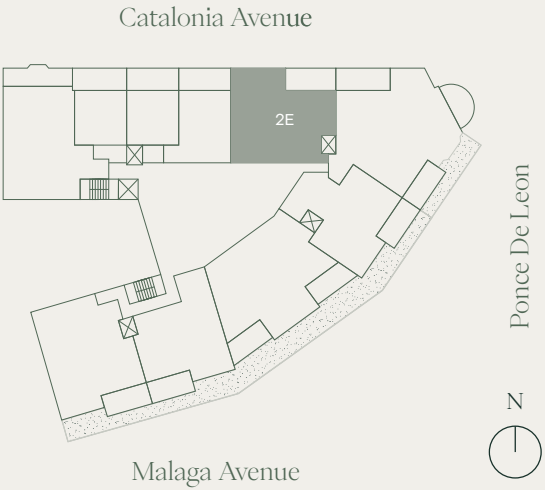 Catalonia Avenue
2E
Ponce De Leon
N
Malaga Avenue